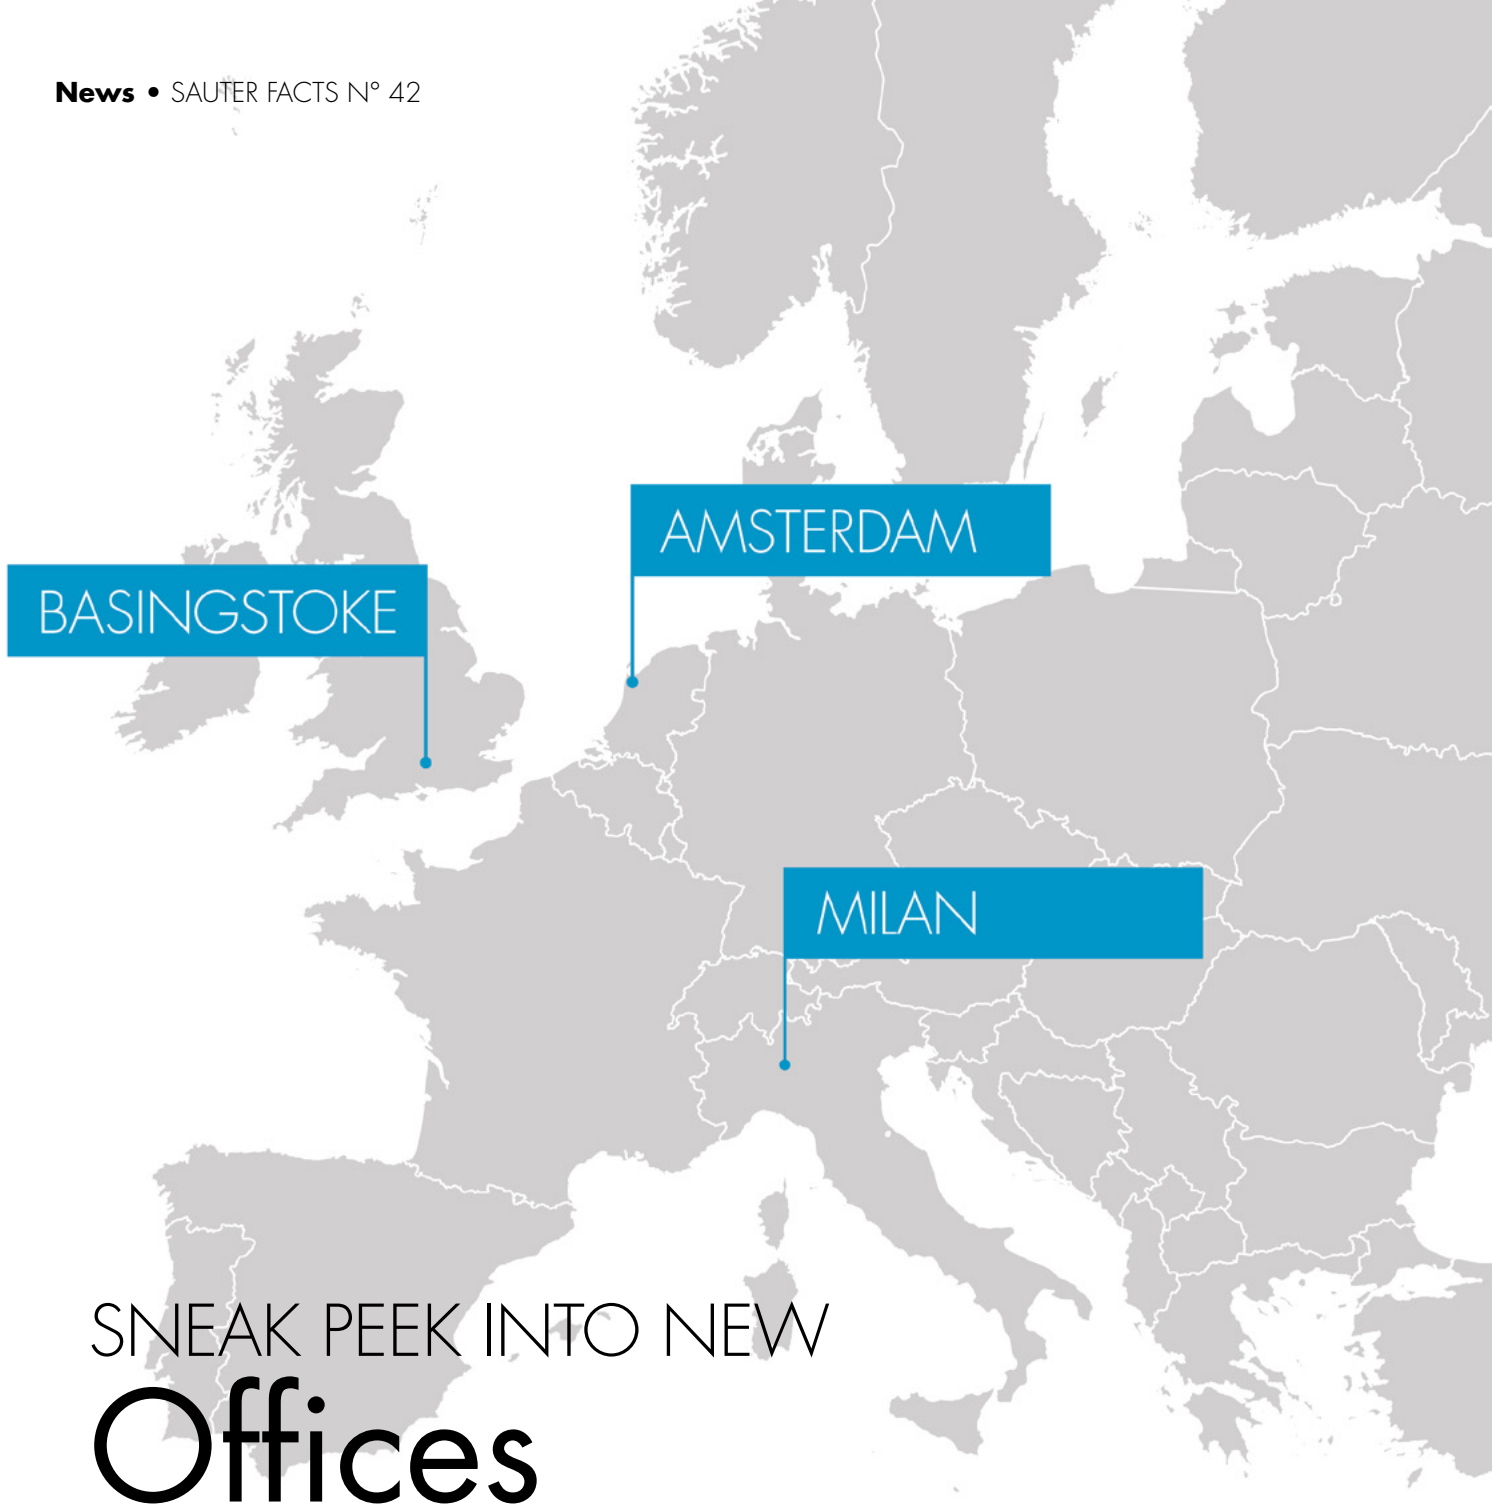 News • SAUTER FACTS N° 42
AMSTERDAM
BASINGSTOKE
MILAN
SNEAK PEEK INTO NEW
Offices